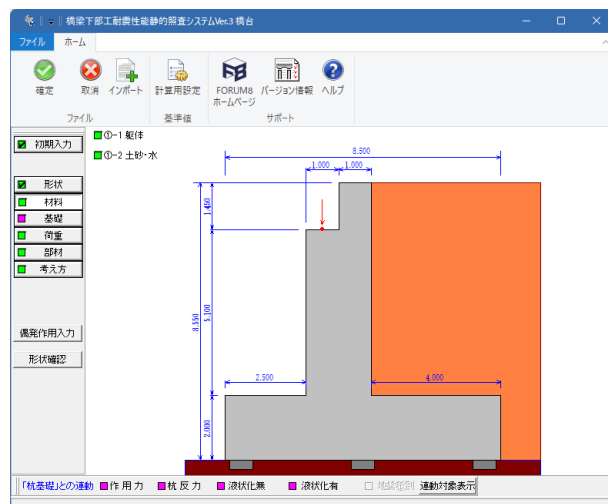 橋梁下部工耐震性能静的照査システムVer.3 橋台
ファイル ホーム
確定 取消 インポート 計算用設定 FORUM8 ホームページ バージョン情報 ヘルプ
ファイル 基準値 サポート
初期入力
形状
材料
基礎
荷重
部材
考え方
偶発作用入力
形状確認
①-1 躯体
①-2 土砂・水
8.500
1.000 1.000
1.450
5.100
8.550
2.500 4.000
2.000
「杭基礎」との連動 作用力 杭反力 液状化無 液状化有 地盤種別 連動対象表示